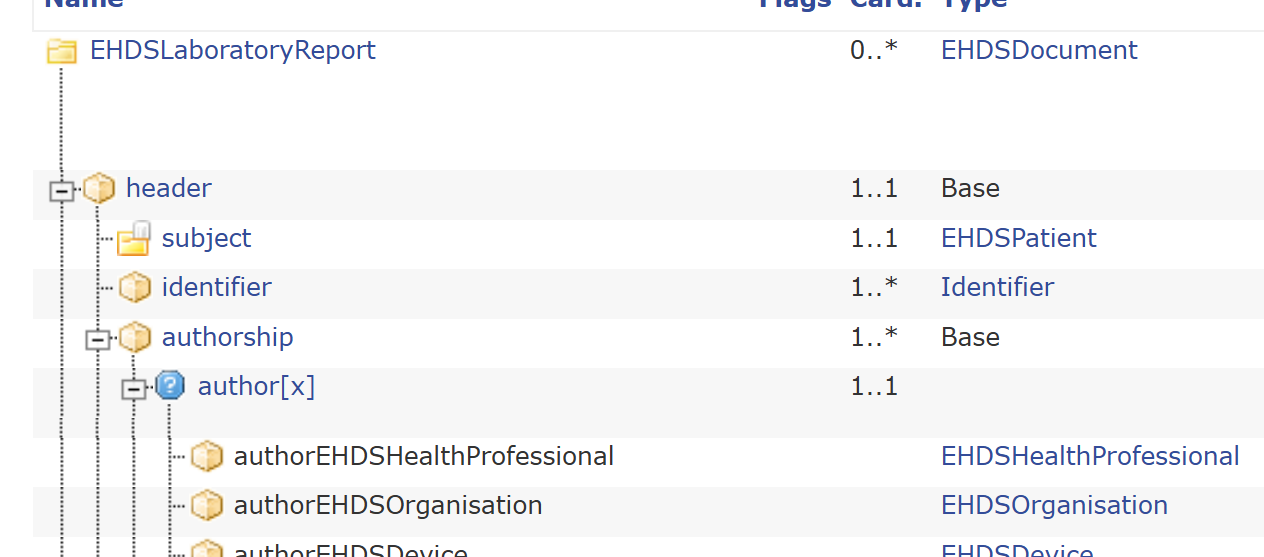 Name Flags Card. Type
EHDSLaboratoryReport 0..* EHDSDocument
header 1..1 Base
subject 1..1 EHDSPatient
identifier 1..* Identifier
authorship 1..* Base
author[x] 1..1
authorEHDSHealthProfessional EHDSHealthProfessional
authorEHDSOrganisation EHDSOrganisation
authorEHDSDevice EHDSDevice